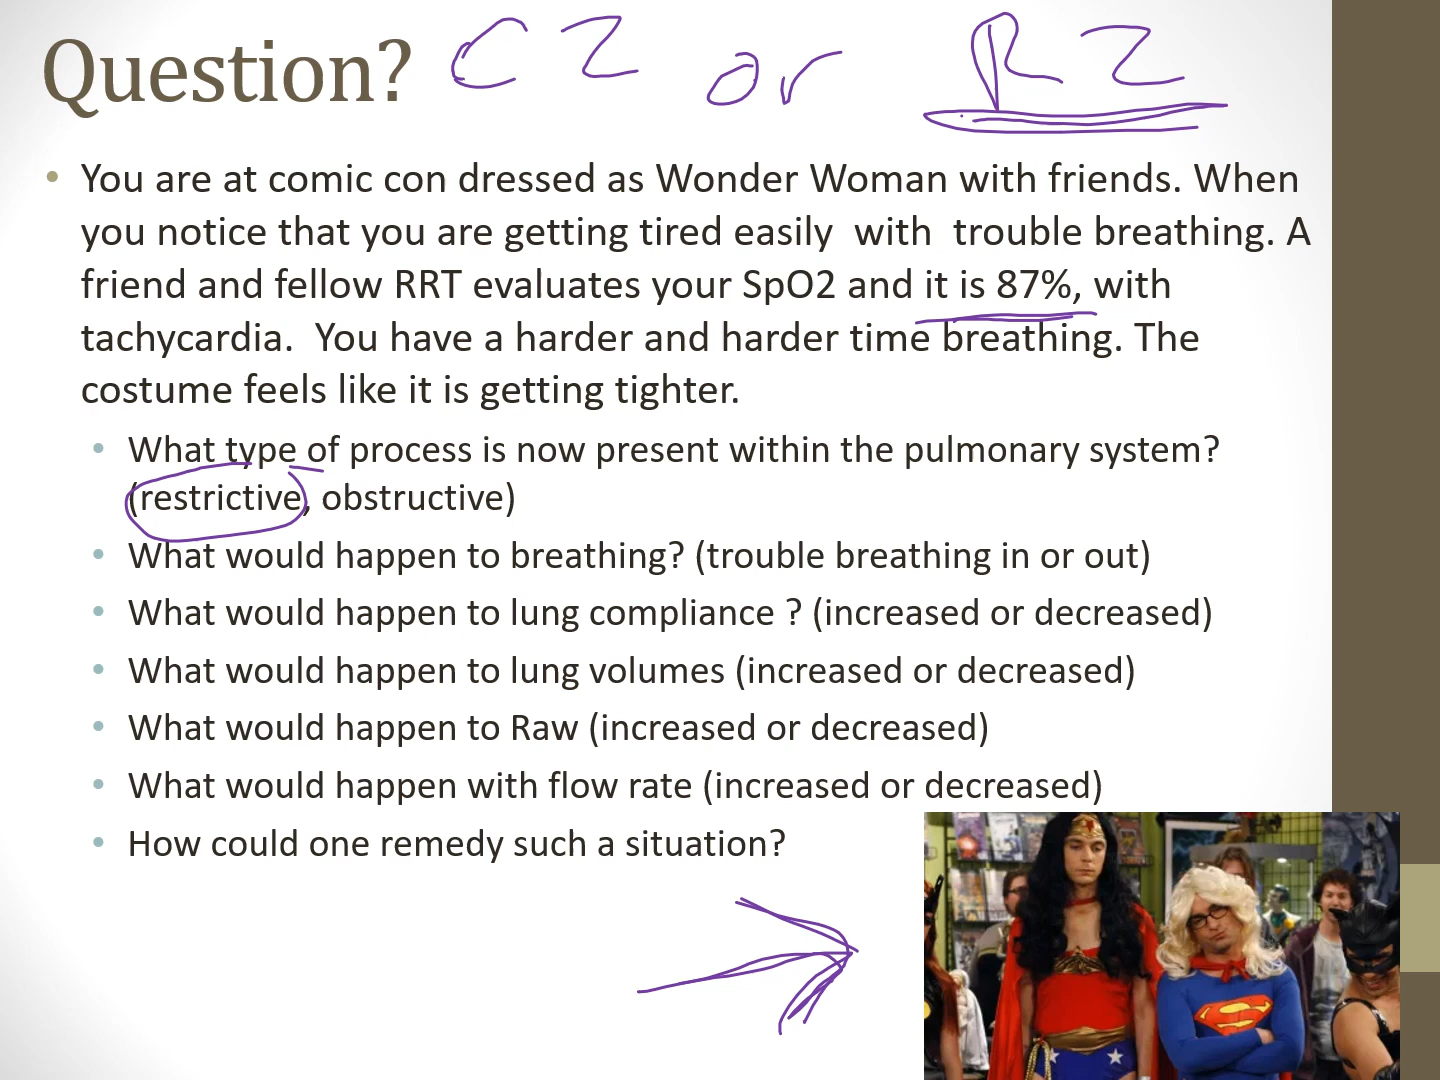 Question? C2 or R2
• You are at comic con dressed as Wonder Woman with friends. When
you notice that you are getting tired easily with trouble breathing. A
friend and fellow RRT evaluates your SpO2 and it is 87%, with
tachycardia. You have a harder and harder time breathing. The
costume feels like it is getting tighter.
• What type of process is now present within the pulmonary system?
(restrictive, obstructive)
• What would happen to breathing? (trouble breathing in or out)
• What would happen to lung compliance ? (increased or decreased)
• What would happen to lung volumes (increased or decreased)
• What would happen to Raw (increased or decreased)
• What would happen with flow rate (increased or decreased)
• How could one remedy such a situation?